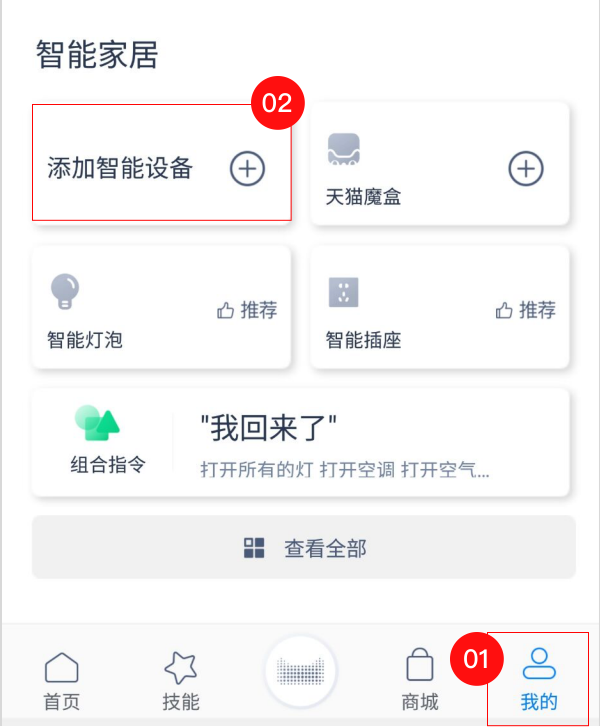 智能家居
02
添加智能设备
天猫魔盒
推荐
智能灯泡
推荐
智能插座
"我回来了"
组合指令
打开所有的灯 打开空调 打开空气...
查看全部
01
首页
技能
商城
我的